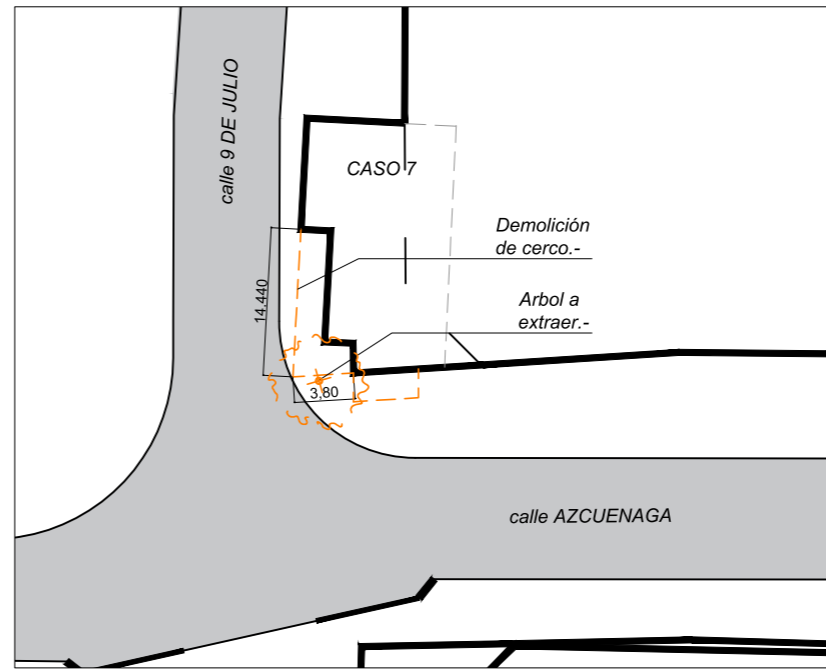 calle 9 DE JULIO
CASO 7
Demolición
de cerco.-
14.440
Arbol a
extraer.-
3,80
calle AZCUENAGA